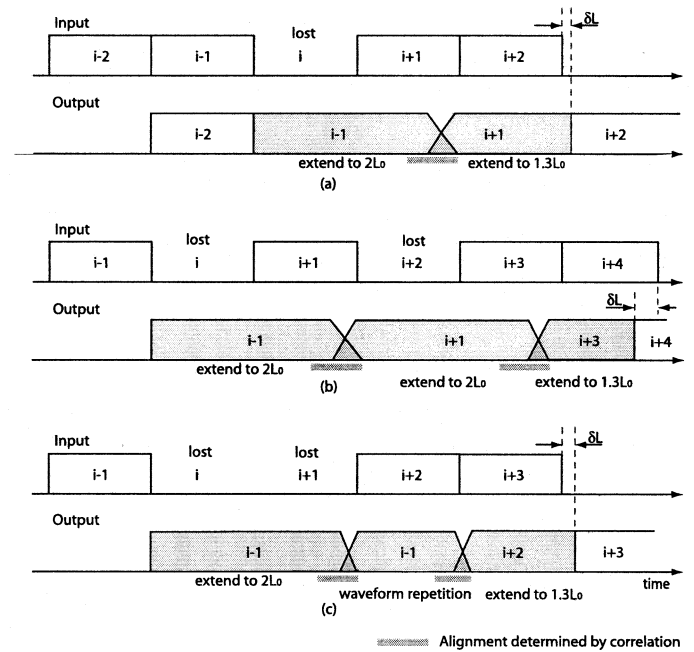 Input
lost
δL
i-2 i-1 i i+1 i+2
Output
i-2 i-1 i+1 i+2
extend to 2L₀ extend to 1.3L₀
(a)
Input
lost lost
i-1 i i+1 i+2 i+3 i+4
Output
δL
i-1 i+1 i+3 i+4
extend to 2L₀ extend to 2L₀ extend to 1.3L₀
(b)
Input
lost lost
δL
i-1 i i+1 i+2 i+3
Output
i-1 i-1 i+2 i+3
extend to 2L₀ waveform repetition extend to 1.3L₀
time
(c)
Alignment determined by correlation